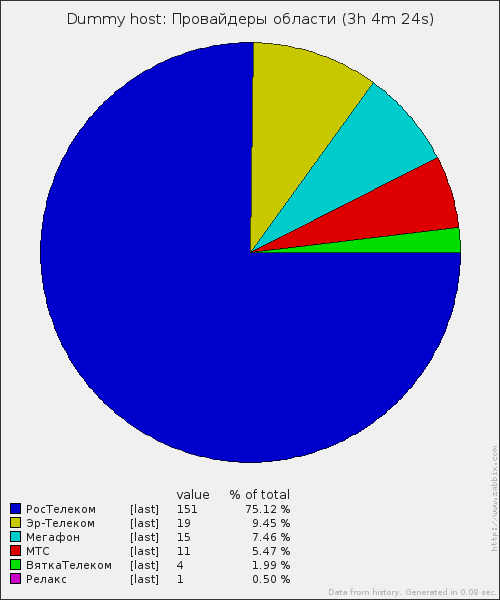 Dummy host: Провайдеры области (3h 4m 24s)
value % of total
РосТелеком [last] 151 75.12 %
Эр-Телеком [last] 19 9.45 %
Мегафон [last] 15 7.46 %
МТС [last] 11 5.47 %
ВяткаТелеком [last] 4 1.99 %
Релакс [last] 1 0.50 %
https://www.zabbix.com
Data from history. Generated in 0.08 sec.